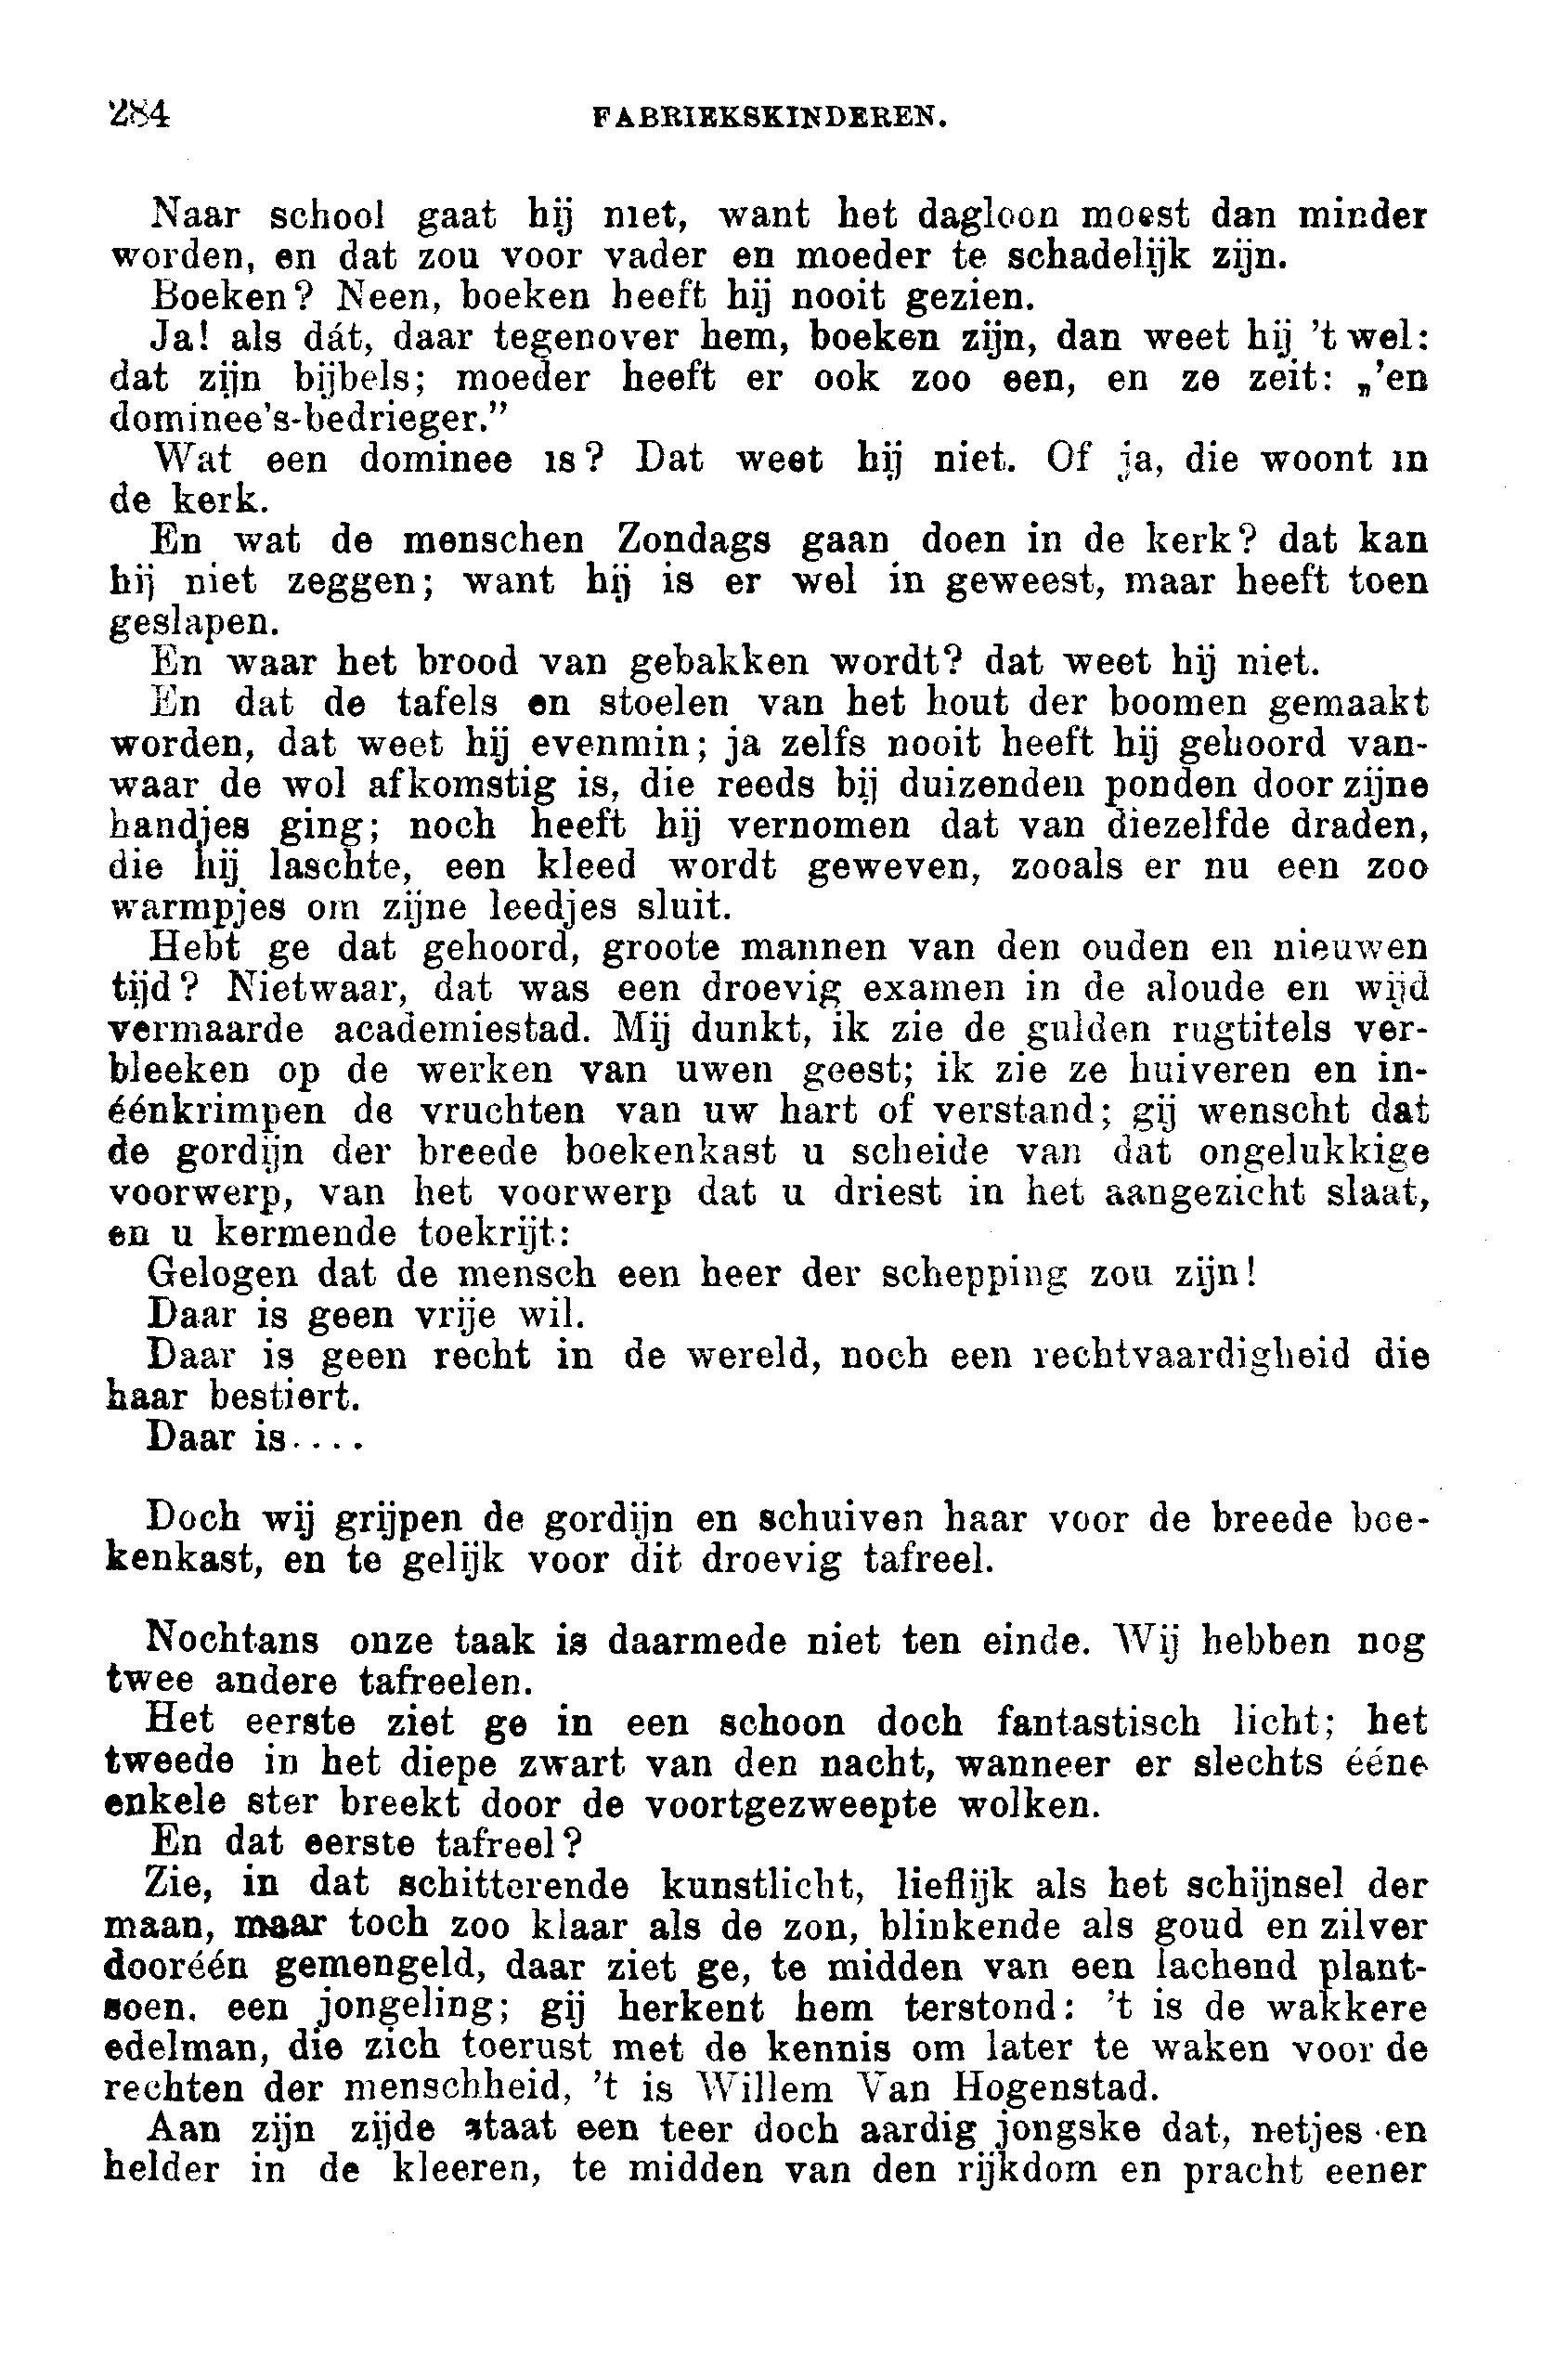 284 FABRIEKSKINDEREN.
Naar school gaat hij niet, want het dagloon moest dan minder
worden, en dat zou voor vader en moeder te schadelijk zijn.
Boeken? Neen, boeken heeft hij nooit gezien.
Ja! als dát, daar tegenover hem, boeken zijn, dan weet hij 't wel:
dat zijn bijbels; moeder heeft er ook zoo een, en ze zeit: „'en
dominee's-bedrieger."
Wat een dominee is? Dat weet hij niet. Of ja, die woont in
de kerk.
En wat de menschen Zondags gaan doen in de kerk? dat kan
hij niet zeggen; want hij is er wel in geweest, maar heeft toen
geslapen.
En waar het brood van gebakken wordt? dat weet hij niet.
En dat de tafels en stoelen van het hout der boomen gemaakt
worden, dat weet hij evenmin; ja zelfs nooit heeft hij gehoord van-
waar de wol afkomstig is, die reeds bij duizenden ponden door zijne
handjes ging; noch heeft hij vernomen dat van diezelfde draden,
die hij laschte, een kleed wordt geweven, zooals er nu een zoo
warmpjes om zijne leedjes sluit.
Hebt ge dat gehoord, groote mannen van den ouden en nieuwen
tijd? Nietwaar, dat was een droevig examen in de aloude en wijd
vermaarde academiestad. Mij dunkt, ik zie de gulden rugtitels ver-
bleeken op de werken van uwen geest; ik zie ze huiveren en in-
éénkrimpen de vruchten van uw hart of verstand; gij wenscht dat
de gordijn der breede boekenkast u scheide van dat ongelukkige
voorwerp, van het voorwerp dat u driest in het aangezicht slaat,
en u kermende toekrijt:
Gelogen dat de mensch een heer der schepping zou zijn!
Daar is geen vrije wil.
Daar is geen recht in de wereld, noch een rechtvaardigheid die
haar bestiert.
Daar is....
Doch wij grijpen de gordijn en schuiven haar voor de breede boe-
kenkast, en te gelijk voor dit droevig tafreel.
Nochtans onze taak is daarmede niet ten einde. Wij hebben nog
twee andere tafreelen.
Het eerste ziet ge in een schoon doch fantastisch licht; het
tweede in het diepe zwart van den nacht, wanneer er slechts ééne
enkele ster breekt door de voortgezweepte wolken.
En dat eerste tafreel?
Zie, in dat schitterende kunstlicht, lieflijk als het schijnsel der
maan, maar toch zoo klaar als de zon, blinkende als goud en zilver
dooréén gemengeld, daar ziet ge, te midden van een lachend plant-
soen, een jongeling; gij herkent hem terstond: 't is de wakkere
edelman, die zich toerust met de kennis om later te waken voor de
rechten der menschheid, 't is Willem Van Hogenstad.
Aan zijn zijde staat een teer doch aardig jongske dat, netjes en
helder in de kleeren, te midden van den rijkdom en pracht eener